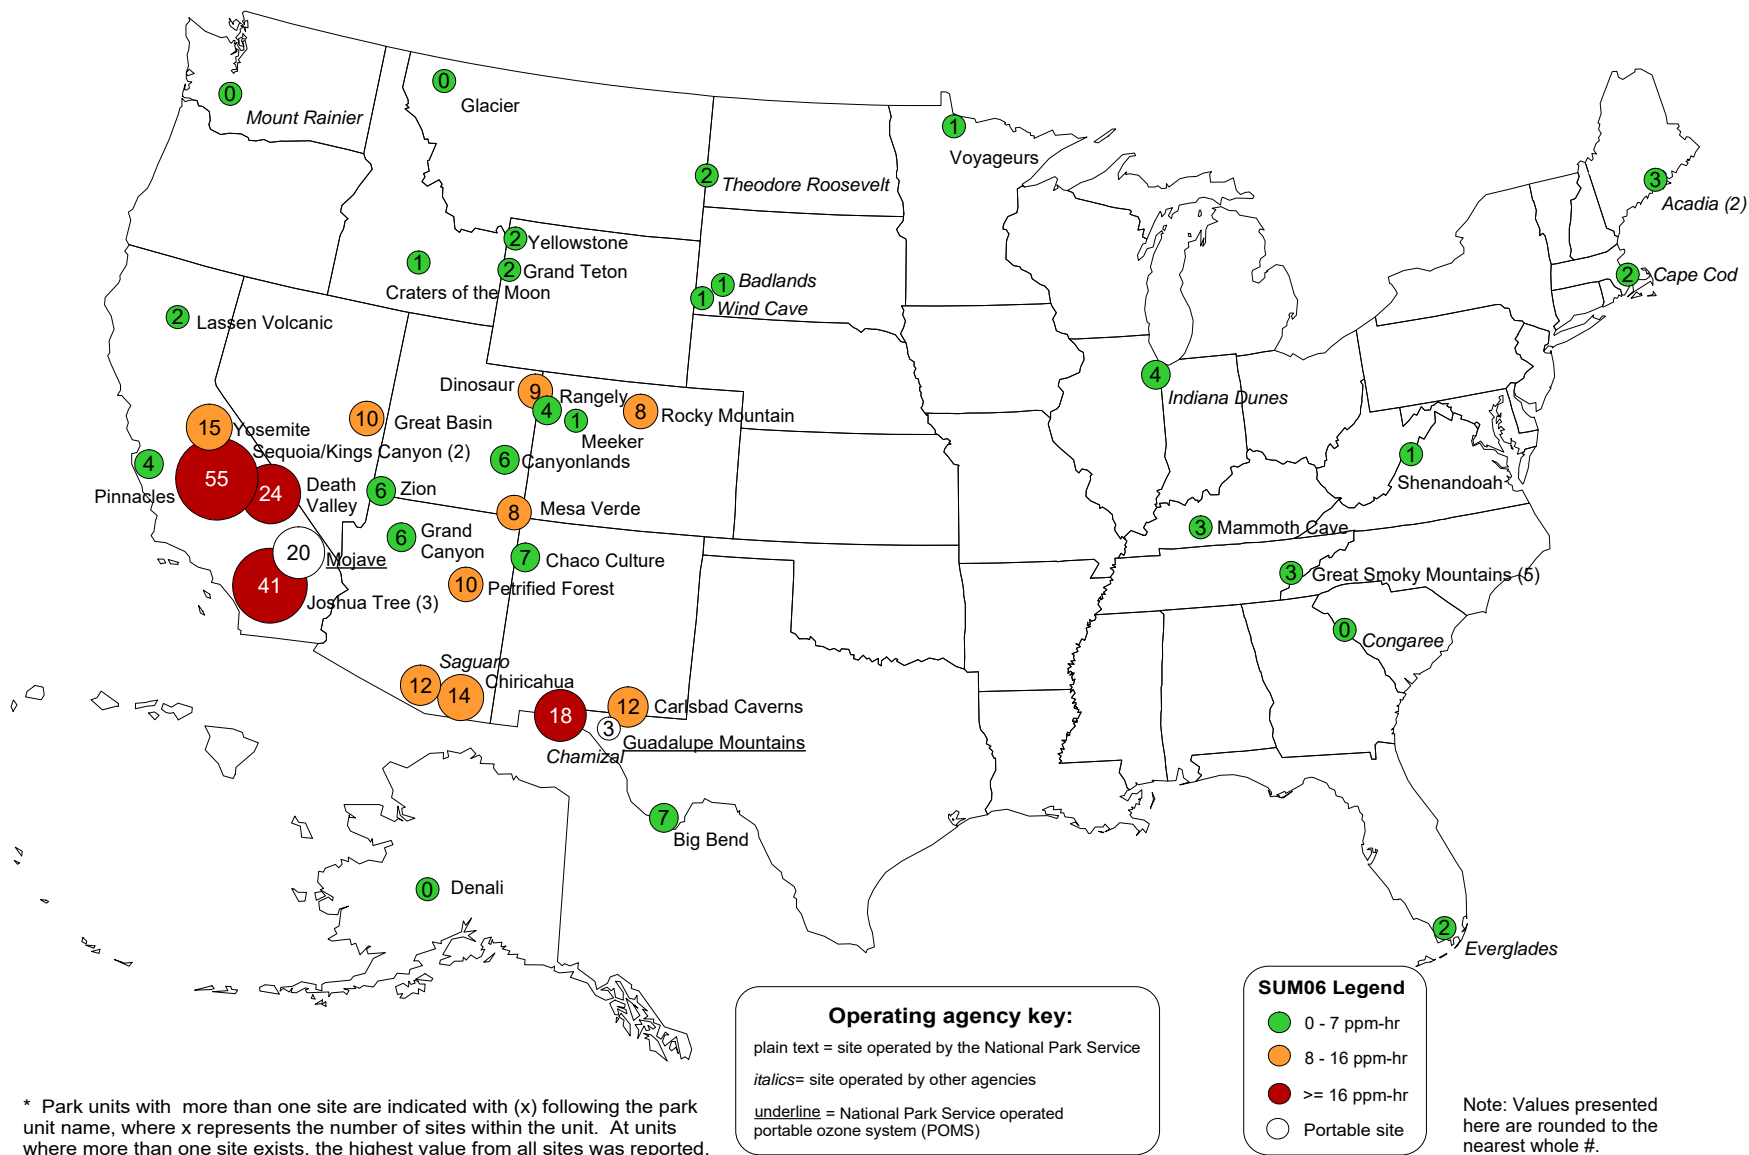 0
Mount Rainier
0
Glacier
1
Voyageurs
2
Theodore Roosevelt
3
Acadia (2)
2
Yellowstone
2
Grand Teton
1
Craters of the Moon
1
Badlands
1
Wind Cave
2
Cape Cod
2
Lassen Volcanic
4
Indiana Dunes
Dinosaur
9
Rangely
4
1
Meeker
8
Rocky Mountain
10
Great Basin
15
Yosemite
Sequoia/Kings Canyon (2)
55
24
Death
Valley
4
Pinnacles
6
Canyonlands
6
Zion
8
Mesa Verde
1
Shenandoah
3
Mammoth Cave
6
Grand
Canyon
7
Chaco Culture
20
Mojave
41
Joshua Tree (3)
10
Petrified Forest
3
Great Smoky Mountains (5)
0
Congaree
Saguaro
12
Chiricahua
14
18
Chamizal
12
Carlsbad Caverns
3
Guadalupe Mountains
7
Big Bend
0
Denali
2
Everglades
Operating agency key:
plain text = site operated by the National Park Service
italics= site operated by other agencies
underline = National Park Service operated
portable ozone system (POMS)
SUM06 Legend
0 - 7 ppm-hr
8 - 16 ppm-hr
>= 16 ppm-hr
Portable site
* Park units with more than one site are indicated with (x) following the park
unit name, where x represents the number of sites within the unit. At units
where more than one site exists, the highest value from all sites was reported.
Note: Values presented
here are rounded to the
nearest whole #.